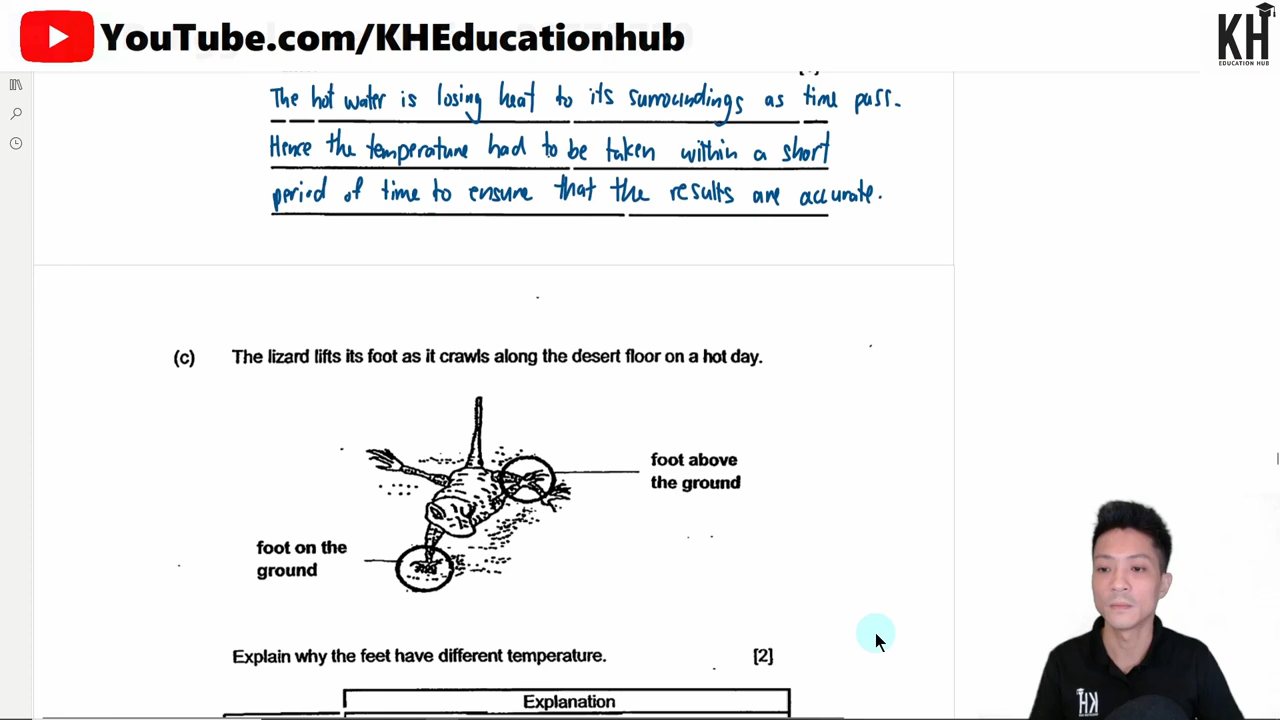 YouTube.com/KHEducationhub
KH
EDUCATION HUB
The hot water is losing heat to its surroundings as time pass.
Hence the temperature had to be taken within a short
period of time to ensure that the results are accurate.
(c) The lizard lifts its foot as it crawls along the desert floor on a hot day.
foot above
the ground
foot on the
ground
Explain why the feet have different temperature. [2]
Explanation